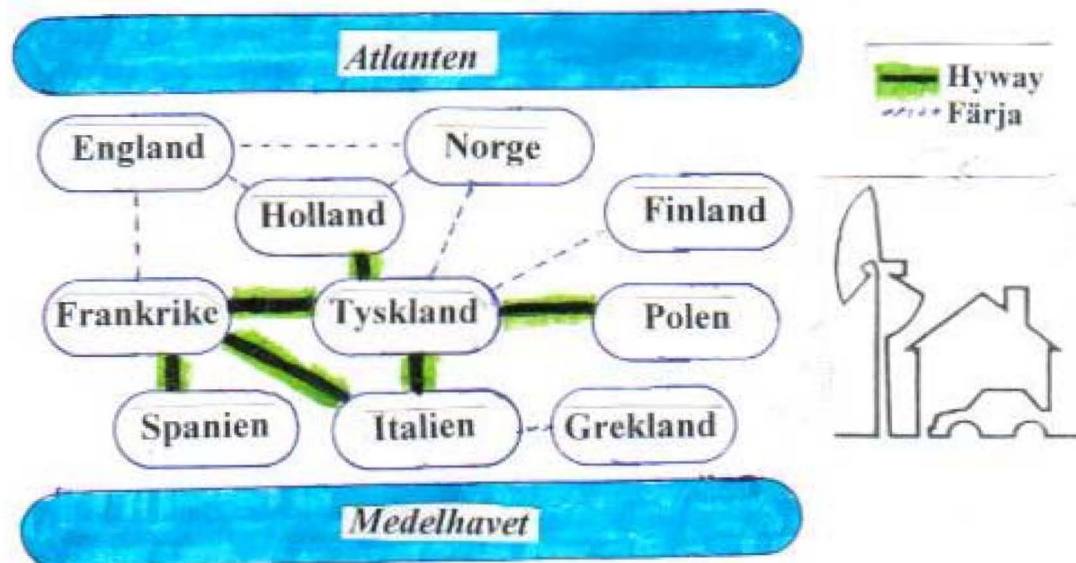 Atlanten
Hyway
Färja
England
Norge
Holland
Finland
Frankrike
Tyskland
Polen
Spanien
Italien
Grekland
Medelhavet